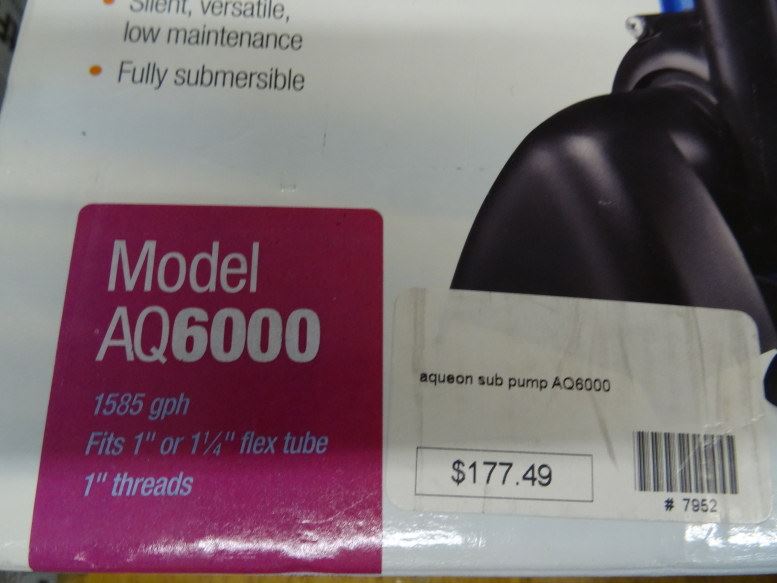 • Silent, versatile,
low maintenance
• Fully submersible
Model
AQ6000
1585 gph
Fits 1" or 1¼" flex tube
1" threads
aqueon sub pump AQ6000
$177.49
# 7952